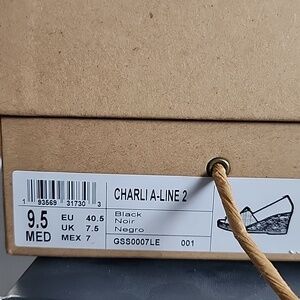 CHARLI A-LINE 2
1 93569 31730 3
9.5 MED
EU 40.5
UK 7.5
MEX 7
Black
Noir
Negro
GSS0007LE 001